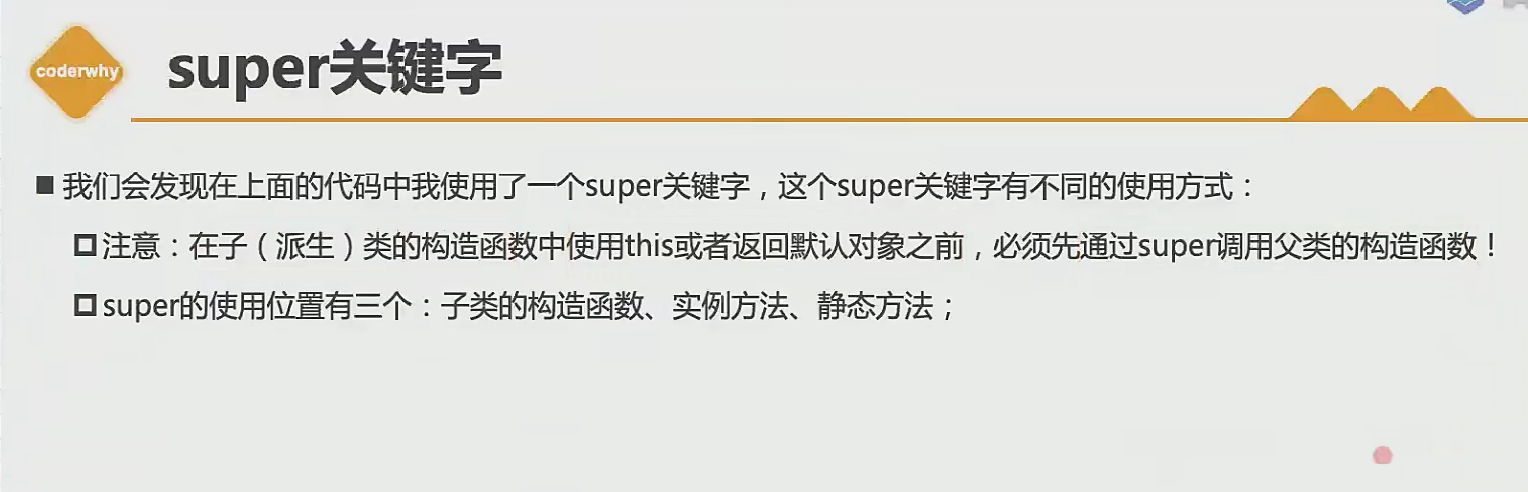 coderwhy
super关键字
我们会发现在上面的代码中我使用了一个super关键字，这个super关键字有不同的使用方式：
注意：在子（派生）类的构造函数中使用this或者返回默认对象之前，必须先通过super调用父类的构造函数！
super的使用位置有三个：子类的构造函数、实例方法、静态方法；